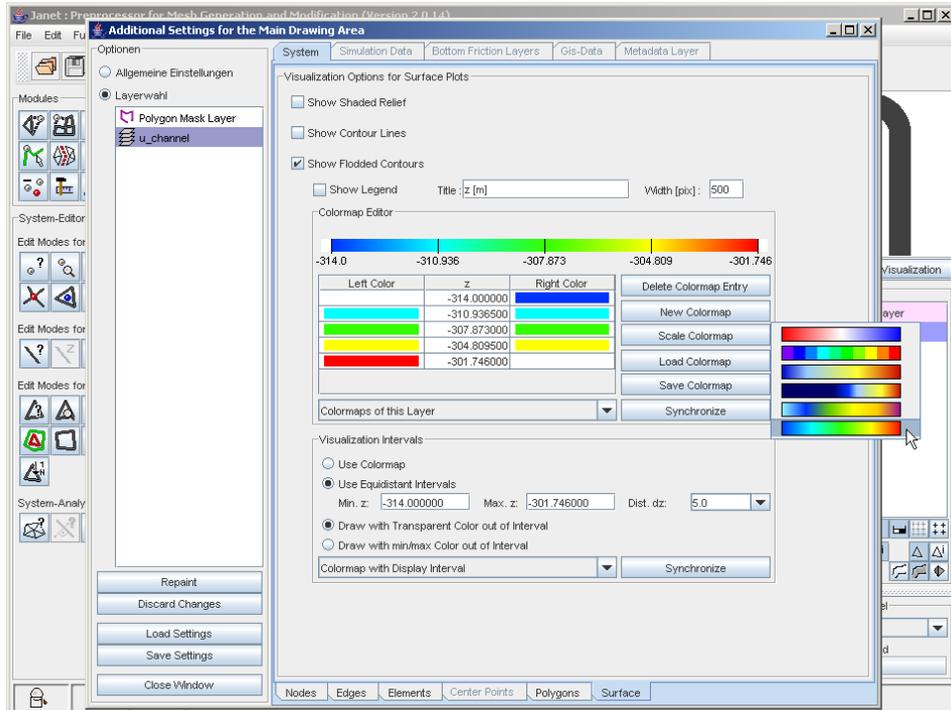 Janet : Preprocessor for Mesh Generation and Modification (Version 2.0.14)
Additional Settings for the Main Drawing Area
File Edit Fu
Modules
System-Editor
Edit Modes for
Edit Modes for
Edit Modes for
System-Analy
Optionen
Allgemeine Einstellungen
Layerwahl
Polygon Mask Layer
u_channel
Repaint
Discard Changes
Load Settings
Save Settings
Close Window
System Simulation Data Bottom Friction Layers Gis-Data Metadata Layer
Visualization Options for Surface Plots
Show Shaded Relief
Show Contour Lines
Show Flodded Contours
Show Legend Title : z [m] Width [pix] : 500
Colormap Editor
-314.0 -310.936 -307.873 -304.809 -301.746
Left Color z Right Color
-314.000000
-310.936500
-307.873000
-304.809500
-301.746000
Delete Colormap Entry
New Colormap
Scale Colormap
Load Colormap
Save Colormap
Colormaps of this Layer Synchronize
Visualization Intervals
Use Colormap
Use Equidistant Intervals
Min. z: -314.000000 Max. z: -301.746000 Dist. dz: 5.0
Draw with Transparent Color out of Interval
Draw with min/max Color out of Interval
Colormap with Display Interval Synchronize
Nodes Edges Elements Center Points Polygons Surface
Visualization
ayer
el
d